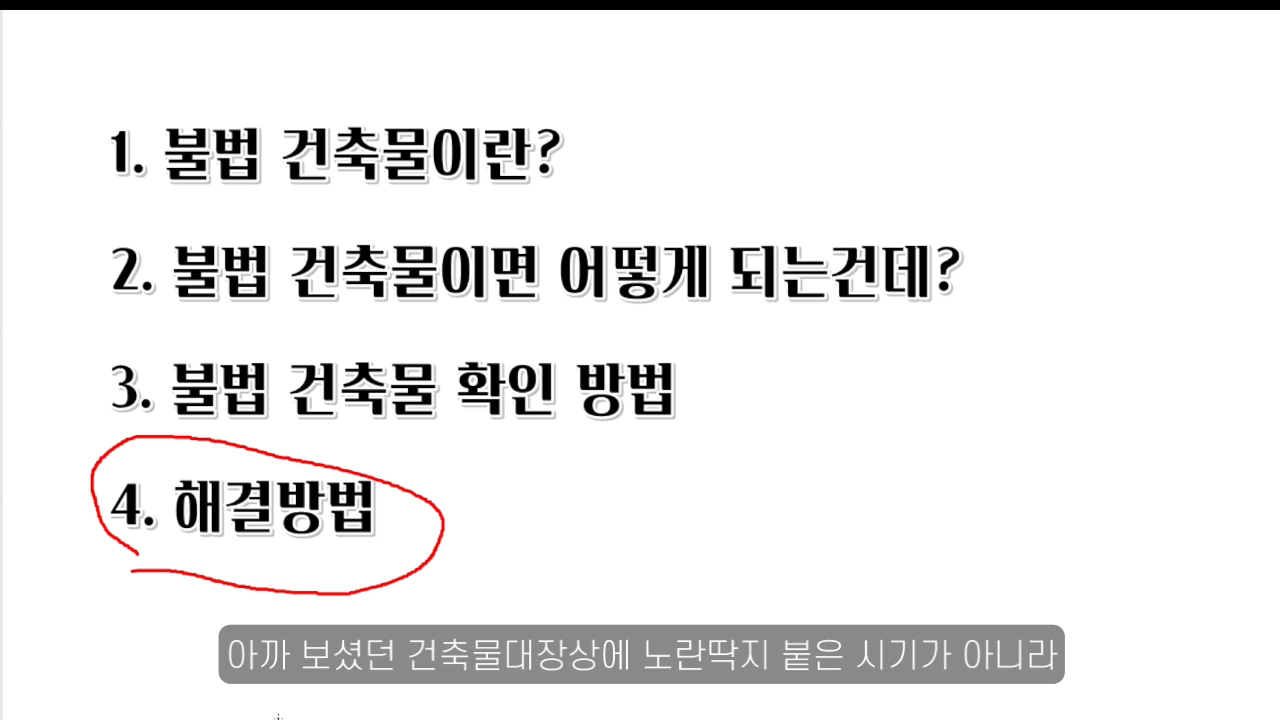 1. 불법 건축물이란?
2. 불법 건축물이면 어떻게 되는건데?
3. 불법 건축물 확인 방법
4. 해결방법
아까 보셨던 건축물대장상에 노란딱지 붙은 시기가 아니라